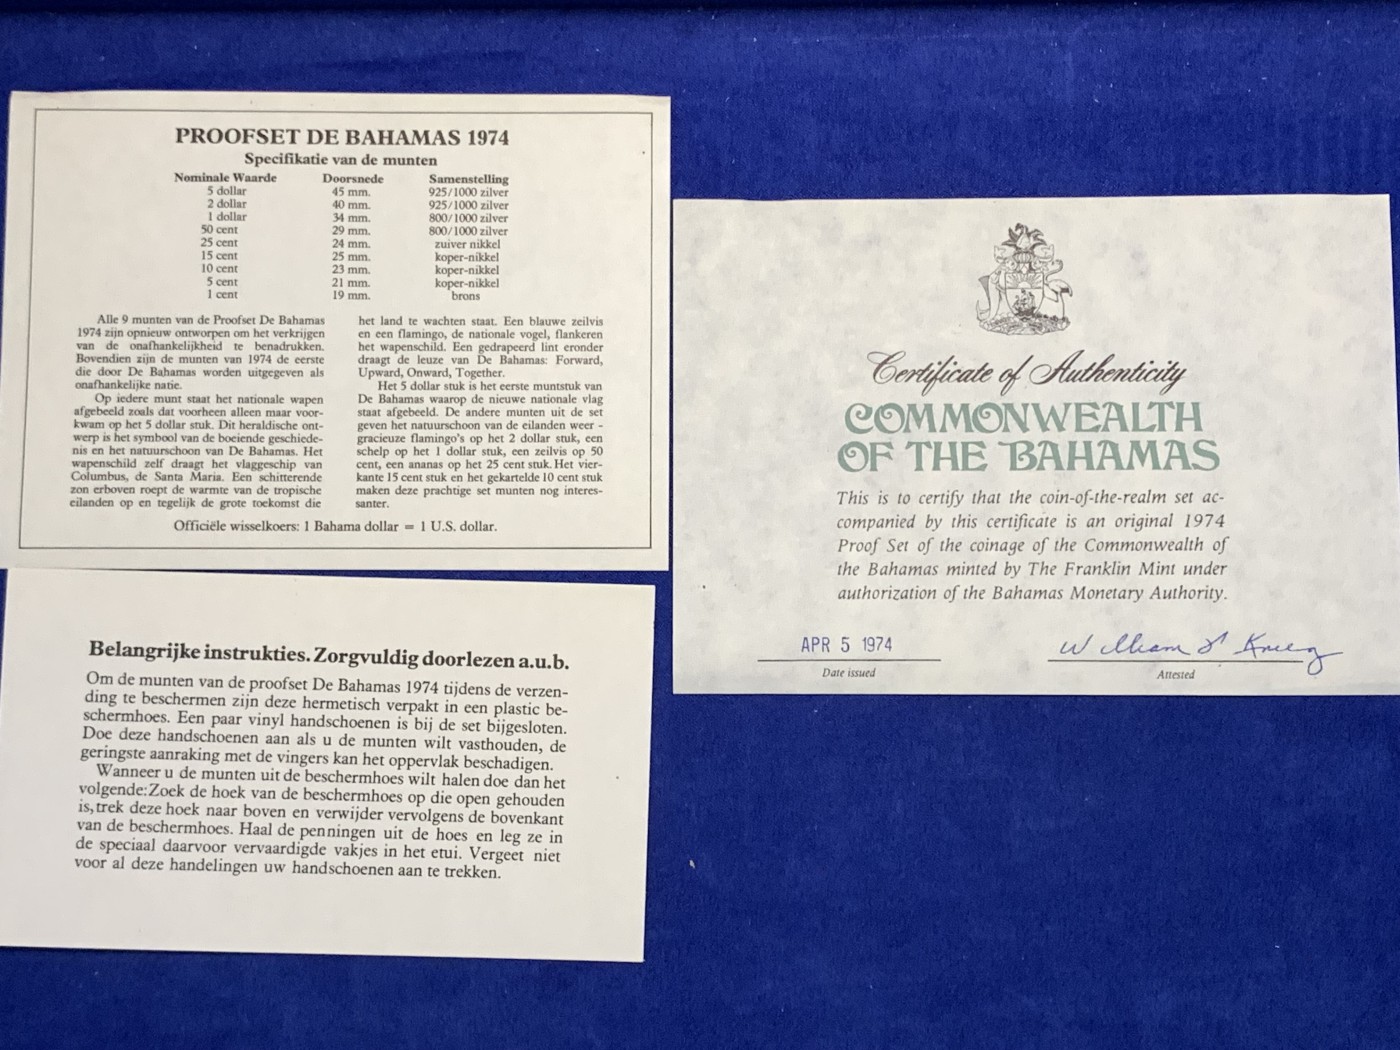 PROOFSET DE BAHAMAS 1974
Specifikatie van de munten
Nominale Waarde Doorsnede Samenstelling
5 dollar 45 mm. 925/1000 zilver
2 dollar 40 mm. 925/1000 zilver
1 dollar 34 mm. 800/1000 zilver
50 cent 29 mm. 800/1000 zilver
25 cent 24 mm. zuiver nikkel
15 cent 25 mm. koper-nikkel
10 cent 23 mm. koper-nikkel
5 cent 21 mm. koper-nikkel
1 cent 19 mm. brons
Alle 9 munten van de Proofset De Bahamas
1974 zijn opnieuw ontworpen om het verkrijgen
van de onafhankelijkheid te benadrukken.
Bovendien zijn de munten van 1974 de eerste
die door De Bahamas worden uitgegeven als
onafhankelijke natie.
Op iedere munt staat het nationale wapen
afgebeeld zoals dat voorheen alleen maar voor-
kwam op het 5 dollar stuk. Dit heraldische ont-
werp is het symbool van de boeiende geschiede-
nis en het natuurschoon van De Bahamas. Het
wapenschild zelf draagt het vlaggeschip van
Columbus, de Santa Maria. Een schitterende
zon erboven roept de warmte van de tropische
eilanden op en tegelijk de grote toekomst die
het land te wachten staat. Een blauwe zeilvis
en een flamingo, de nationale vogel, flankeren
het wapenschild. Een gedrapeerd lint eronder
draagt de leuze van De Bahamas: Forward,
Upward, Onward, Together.
Het 5 dollar stuk is het eerste muntstuk van
De Bahamas waarop de nieuwe nationale vlag
staat afgebeeld. De andere munten uit de set
geven het natuurschoon van de eilanden weer -
gracieuze flamingo's op het 2 dollar stuk, een
schelp op het 1 dollar stuk, een zeilvis op 50
cent, een ananas op het 25 cent stuk. Het vier-
kante 15 cent stuk en het gekartelde 10 cent stuk
maken deze prachtige set munten nog interes-
santer.
Officiële wisselkoers: 1 Bahama dollar = 1 U.S. dollar.
Belangrijke instrukties. Zorgvuldig doorlezen a.u.b.
Om de munten van de proofset De Bahamas 1974 tijdens de verzen-
ding te beschermen zijn deze hermetisch verpakt in een plastic be-
schermhoes. Een paar vinyl handschoenen is bij de set bijgesloten.
Doe deze handschoenen aan als u de munten wilt vasthouden, de
geringste aanraking met de vingers kan het oppervlak beschadigen.
Wanneer u de munten uit de beschermhoes wilt halen doe dan het
volgende: Zoek de hoek van de beschermhoes op die open gehouden
is, trek deze hoek naar boven en verwijder vervolgens de bovenkant
van de beschermhoes. Haal de penningen uit de hoes en leg ze in
de speciaal daarvoor vervaardigde vakjes in het etui. Vergeet niet
voor al deze handelingen uw handschoenen aan te trekken.
Certificate of Authenticity
COMMONWEALTH
OF THE BAHAMAS
This is to certify that the coin-of-the-realm set ac-
companied by this certificate is an original 1974
Proof Set of the coinage of the Commonwealth of
the Bahamas minted by The Franklin Mint under
authorization of the Bahamas Monetary Authority.
APR 5 1974
Date issued
William
Attested